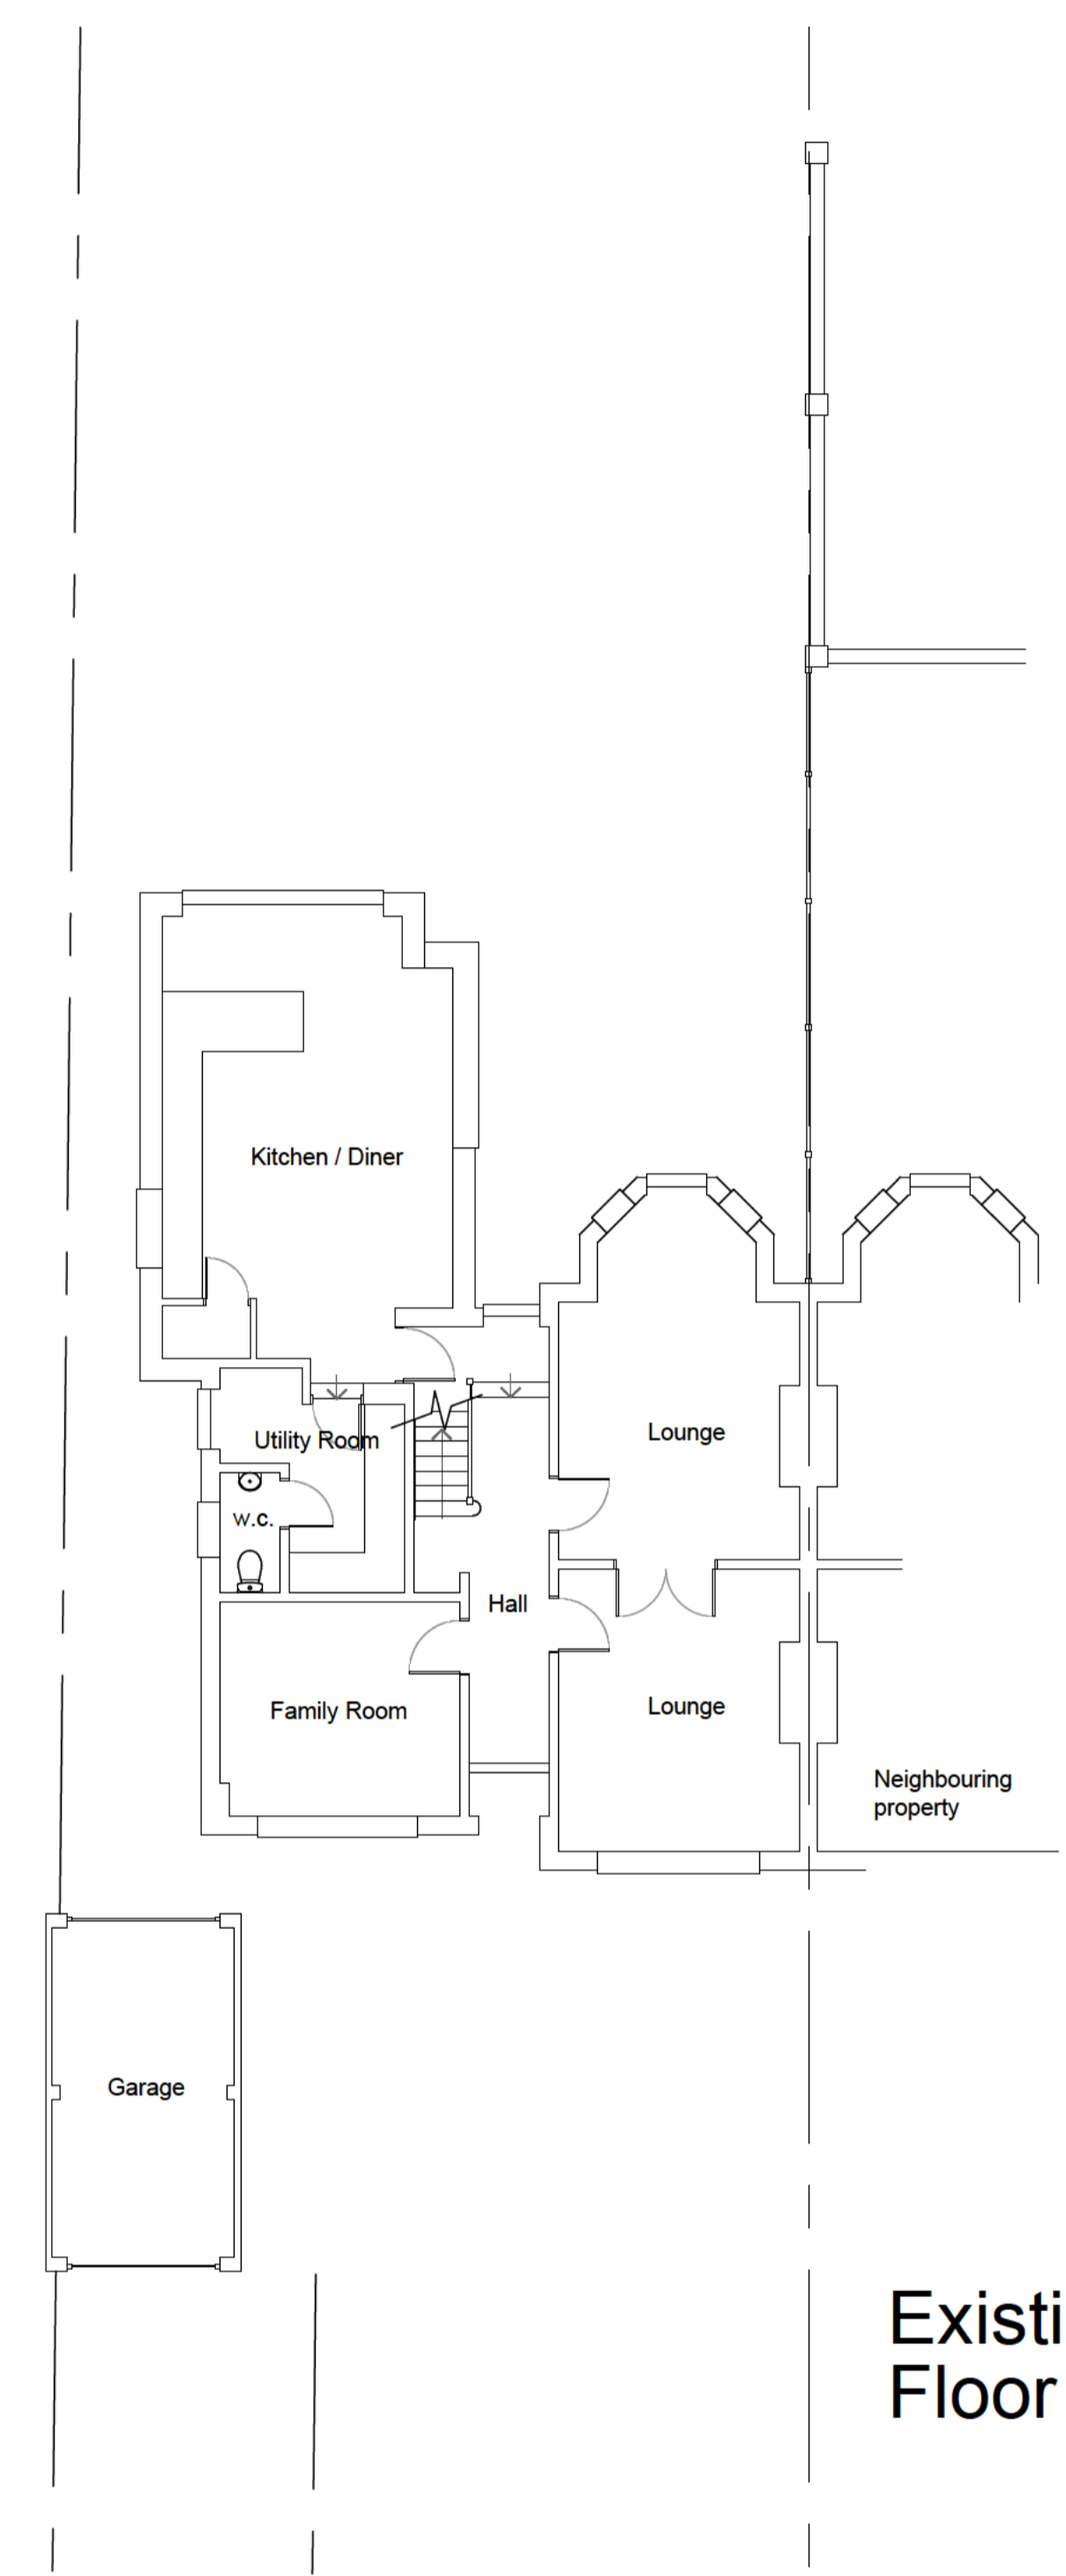 Kitchen / Diner
Utility Room
Lounge
w.c.
Hall
Family Room
Lounge
Neighbouring
property
Garage
Existi
Floor